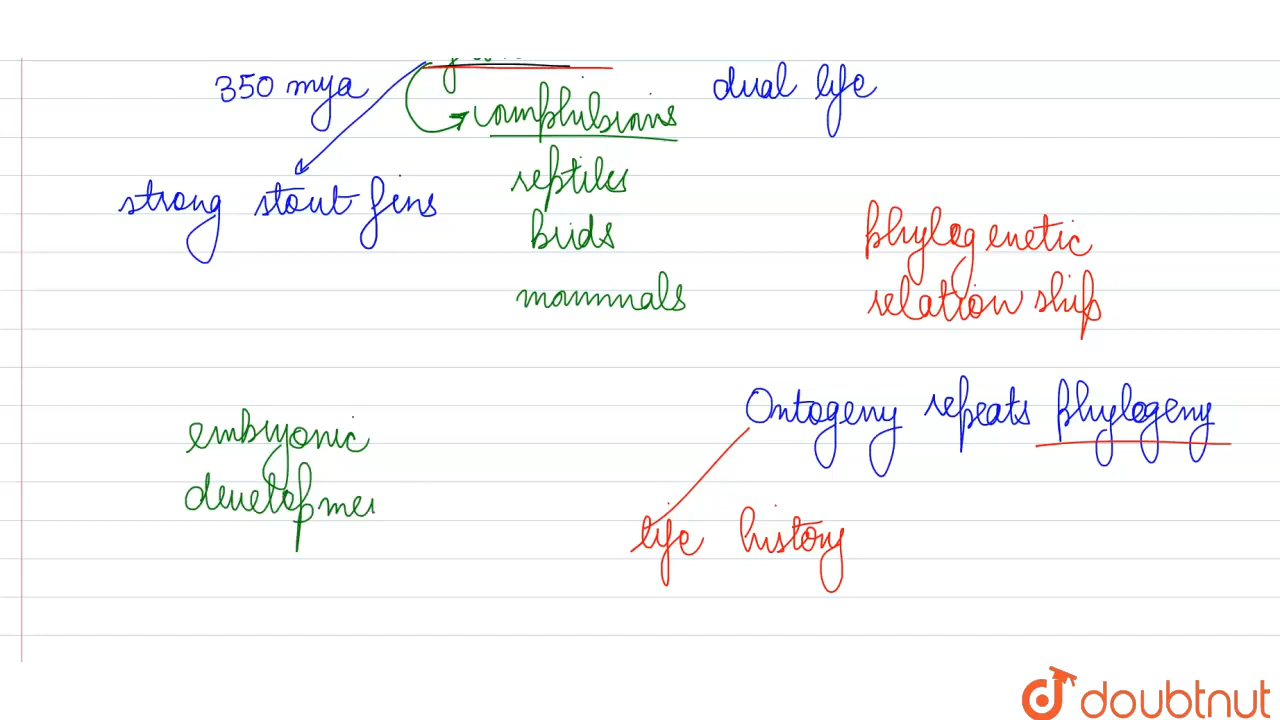 350 mya
dual life
amphibians
strong stout fins
reptiles
birds
mammals
phylogenetic
relationship
Ontogeny repeats phylogeny
embryonic
developmen
life history
doubtnut